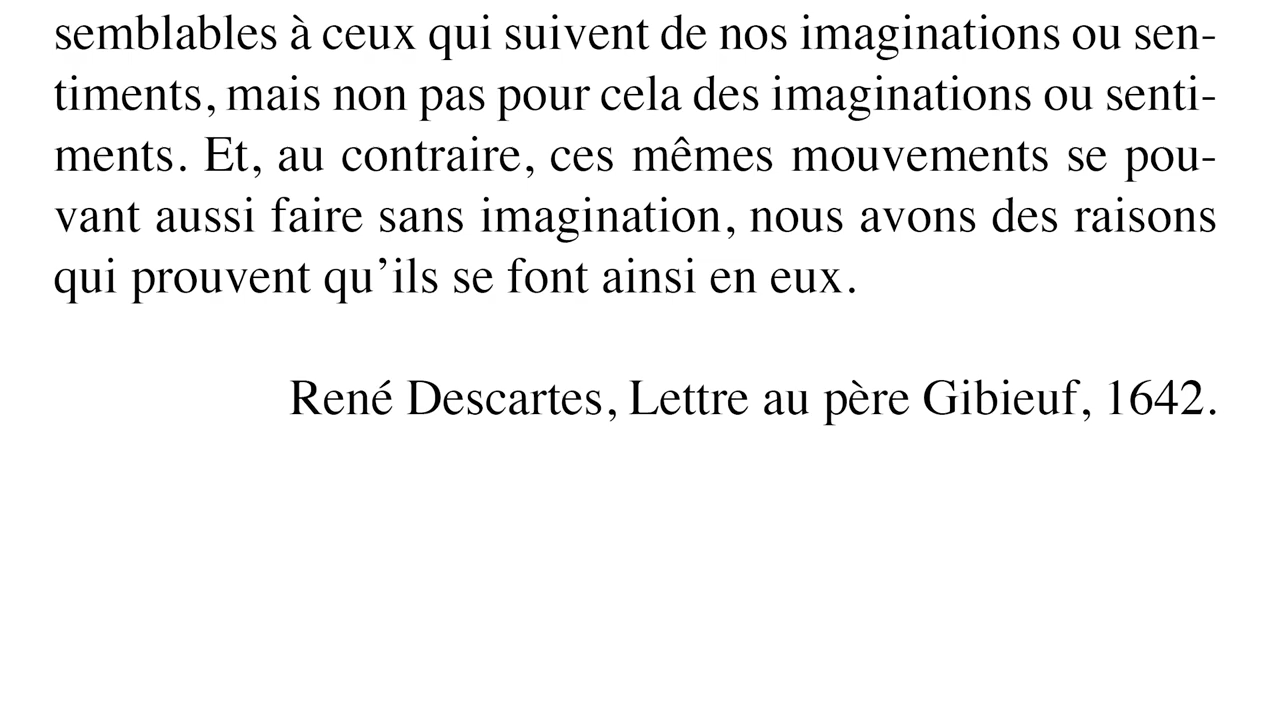 semblables à ceux qui suivent de nos imaginations ou sen-
timents, mais non pas pour cela des imaginations ou senti-
ments. Et, au contraire, ces mêmes mouvements se pou-
vant aussi faire sans imagination, nous avons des raisons
qui prouvent qu’ils se font ainsi en eux.
René Descartes, Lettre au père Gibieuf, 1642.